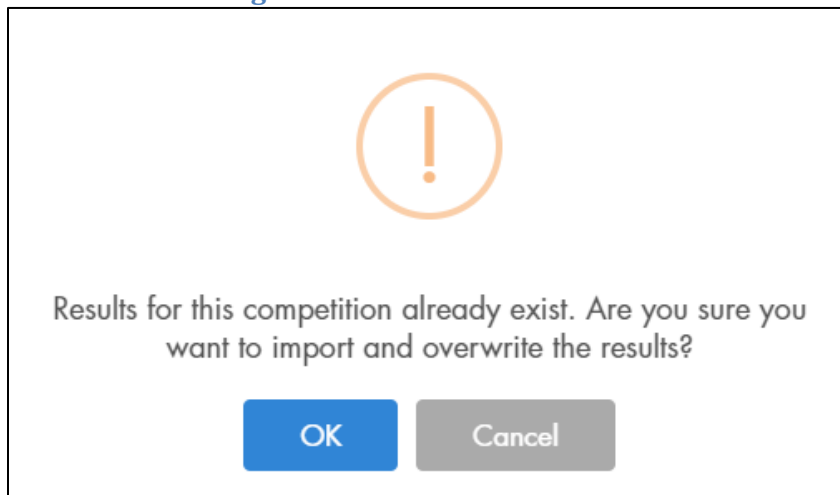 Results for this competition already exist. Are you sure you
want to import and overwrite the results?
OK
Cancel